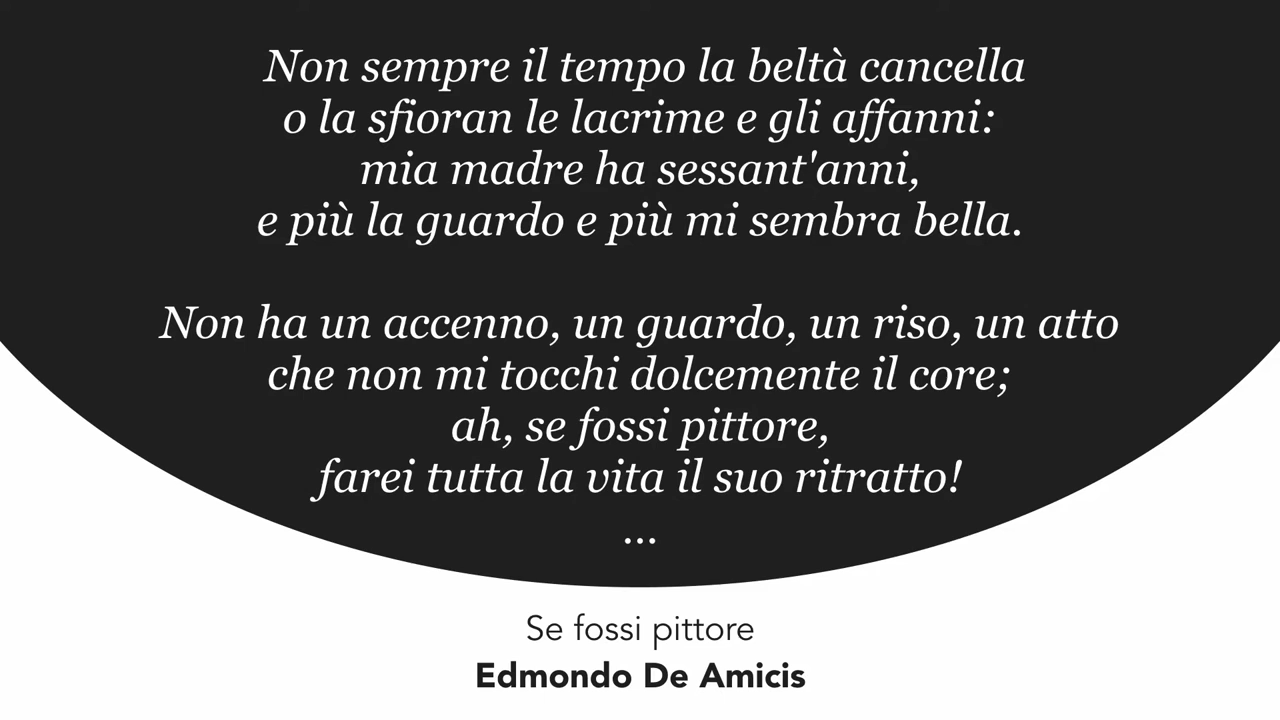 Non sempre il tempo la beltà cancella
o la sfioran le lacrime e gli affanni:
mia madre ha sessant'anni,
e più la guardo e più mi sembra bella.
Non ha un accenno, un guardo, un riso, un atto
che non mi tocchi dolcemente il core;
ah, se fossi pittore,
farei tutta la vita il suo ritratto!
...
Se fossi pittore
Edmondo De Amicis